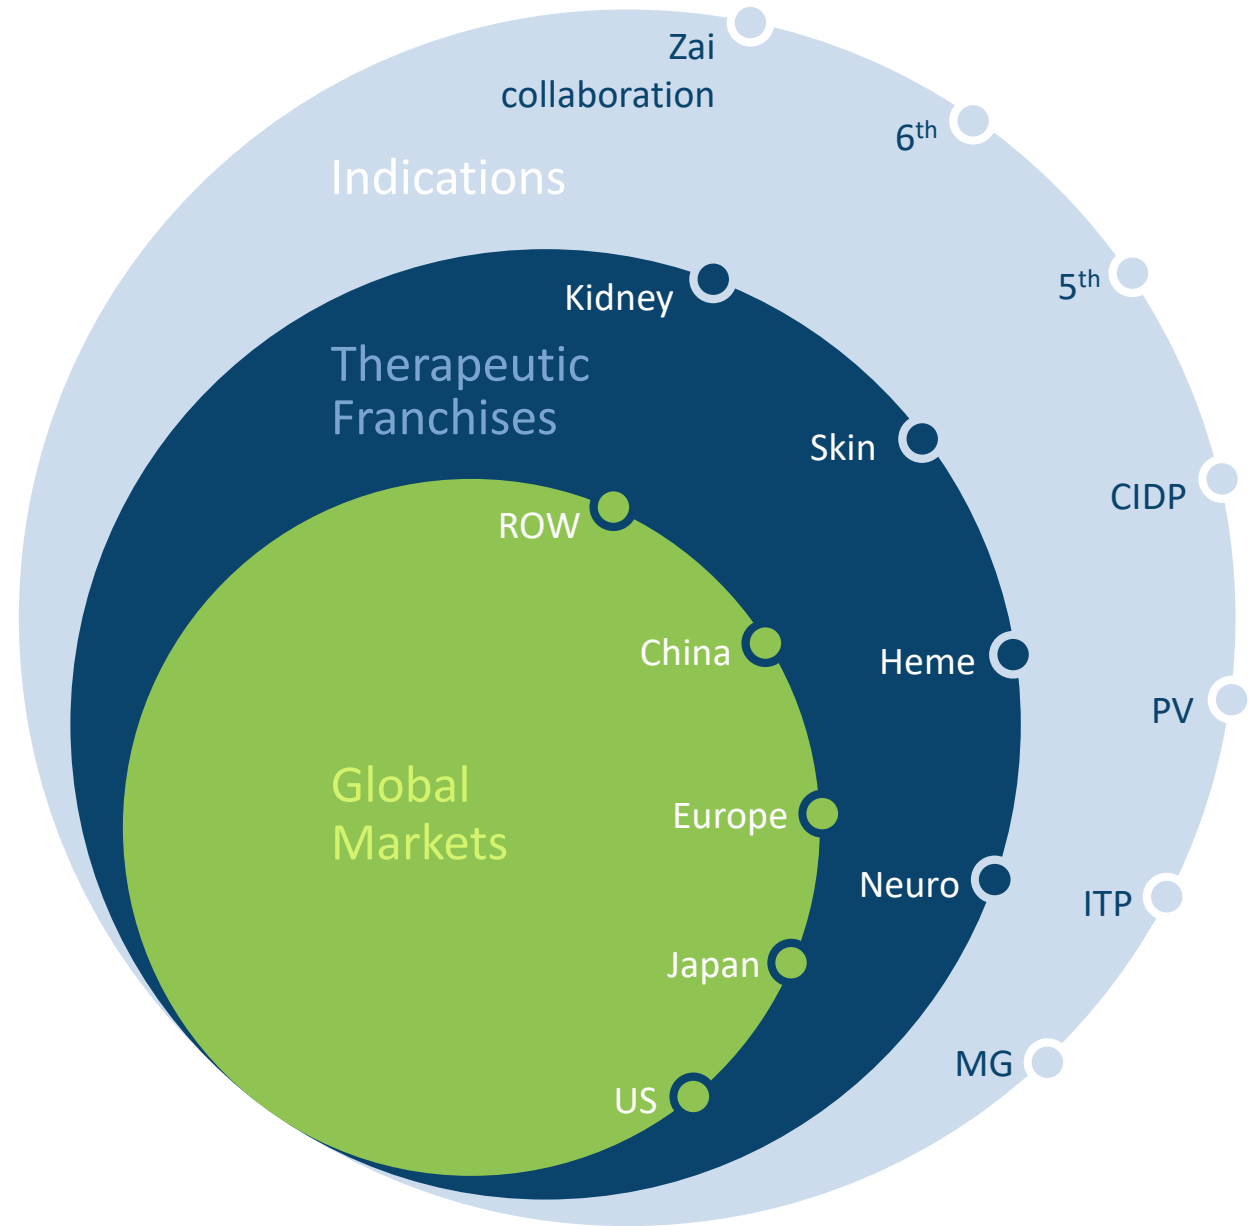 Zai
collaboration
6th
Indications
5th
Kidney
Therapeutic
Franchises
Skin
CIDP
ROW
China
Heme
PV
Global
Markets
Europe
Neuro
ITP
Japan
MG
US